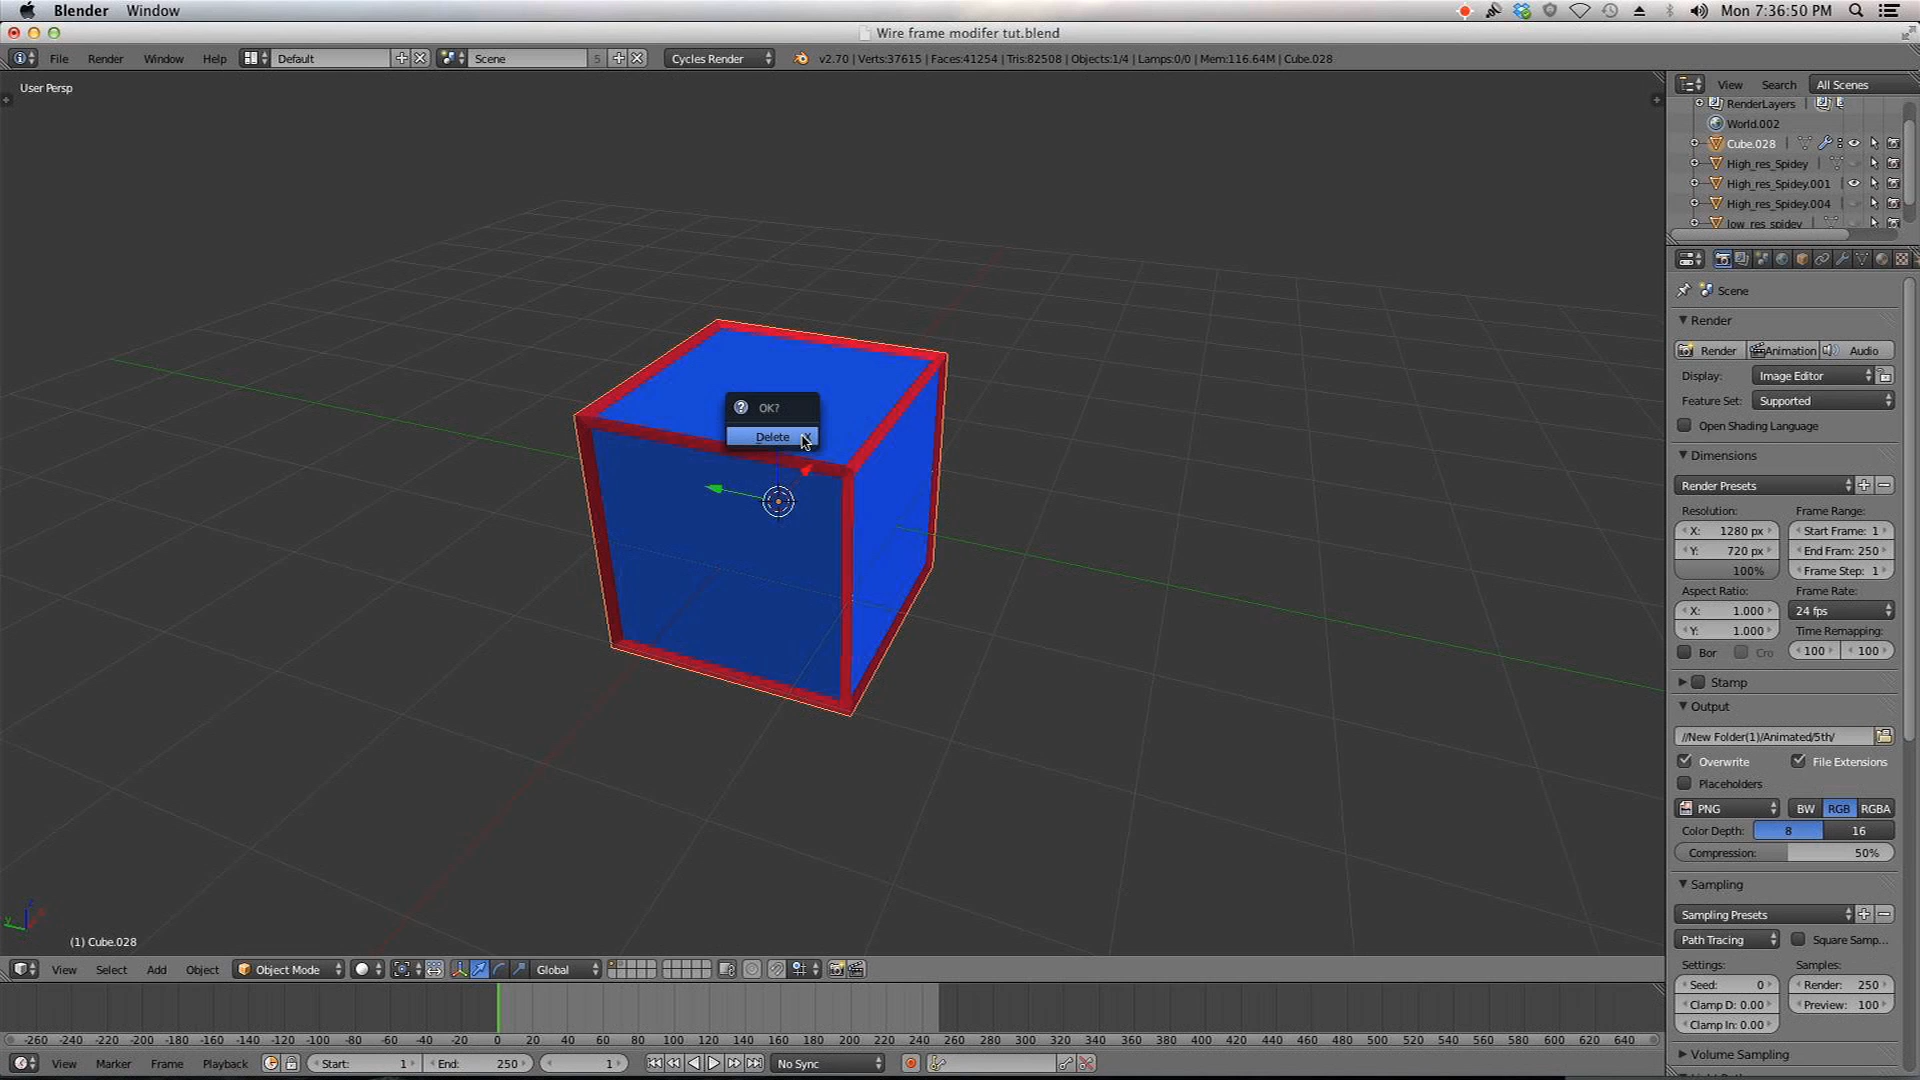 Blender Window Mon 7:36:50 PM
Wire frame modifer tut.blend
File Render Window Help Default Scene 5 Cycles Render v2.70 | Verts:37615 | Faces:41254 | Tris:82508 | Objects:1/4 | Lamps:0/0 | Mem:116.64M | Cube.028
User Persp
View Search All Scenes
RenderLayers
World.002
Cube.028
High_res_Spidey
High_res_Spidey.001
High_res_Spidey.004
low_res_spidey
Scene
Render
Render Animation Audio
Display: Image Editor
Feature Set: Supported
Open Shading Language
Dimensions
Render Presets
Resolution: Frame Range:
X: 1280 px Start Frame: 1
Y: 720 px End Fram: 250
100% Frame Step: 1
Aspect Ratio: Frame Rate:
X: 1.000 24 fps
Y: 1.000 Time Remapping:
Bor Cro 100 100
Stamp
Output
//New Folder(1)/Animated/5th/
Overwrite File Extensions
Placeholders
PNG BW RGB RGBA
Color Depth: 8 16
Compression: 50%
Sampling
Sampling Presets
Path Tracing Square Samp...
Settings: Samples:
Seed: 0 Render: 250
Clamp D: 0.00 Preview: 100
Clamp In: 0.00
Volume Sampling
OK?
Delete X
z
y
(1) Cube.028
View Select Add Object Object Mode Global
-260 -240 -220 -200 -180 -160 -140 -120 -100 -80 -60 -40 -20 0 20 40 60 80 100 120 140 160 180 200 220 240 260 280 300 320 340 360 380 400 420 440 460 480 500 520 540 560 580 600 620 640
View Marker Frame Playback Start: 1 End: 250 1 No Sync